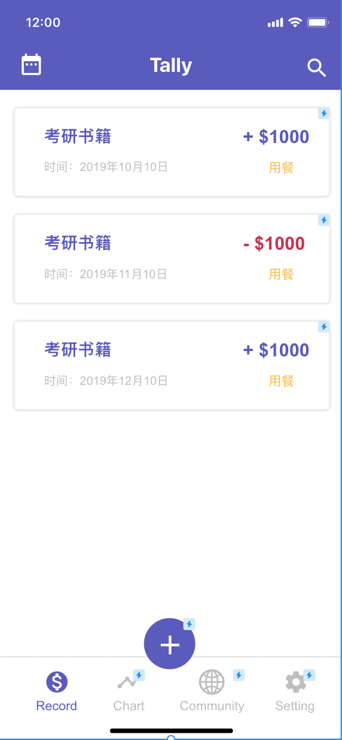 12:00
Tally
考研书籍 + $1000
时间：2019年10月10日 用餐
考研书籍 - $1000
时间：2019年11月10日 用餐
考研书籍 + $1000
时间：2019年12月10日 用餐
Record Chart Community Setting